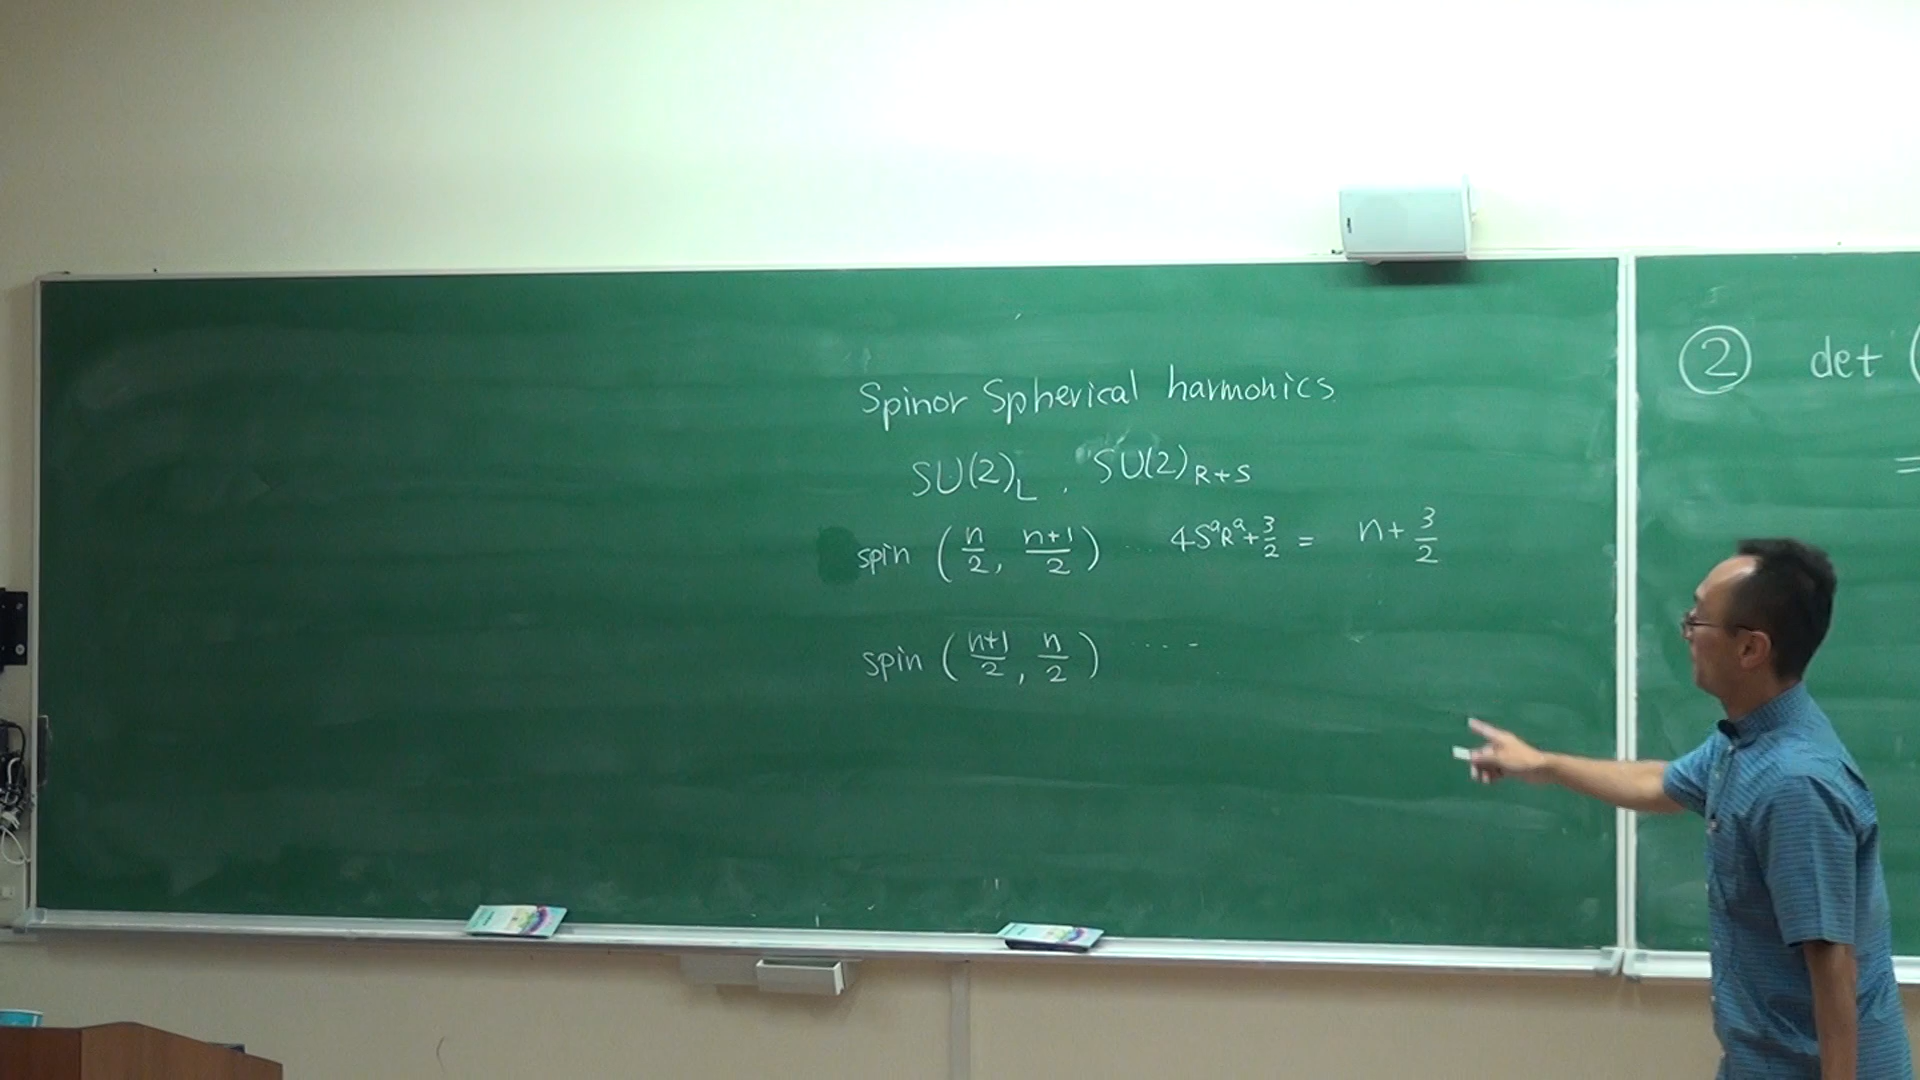 Spinor Spherical harmonics
SU(2)_L , SU(2)_{R+S}
spin (n/2, n+1/2) ... 4S^aR^a + 3/2 = n + 3/2
spin (n+1/2, n/2) ....
② det (
=